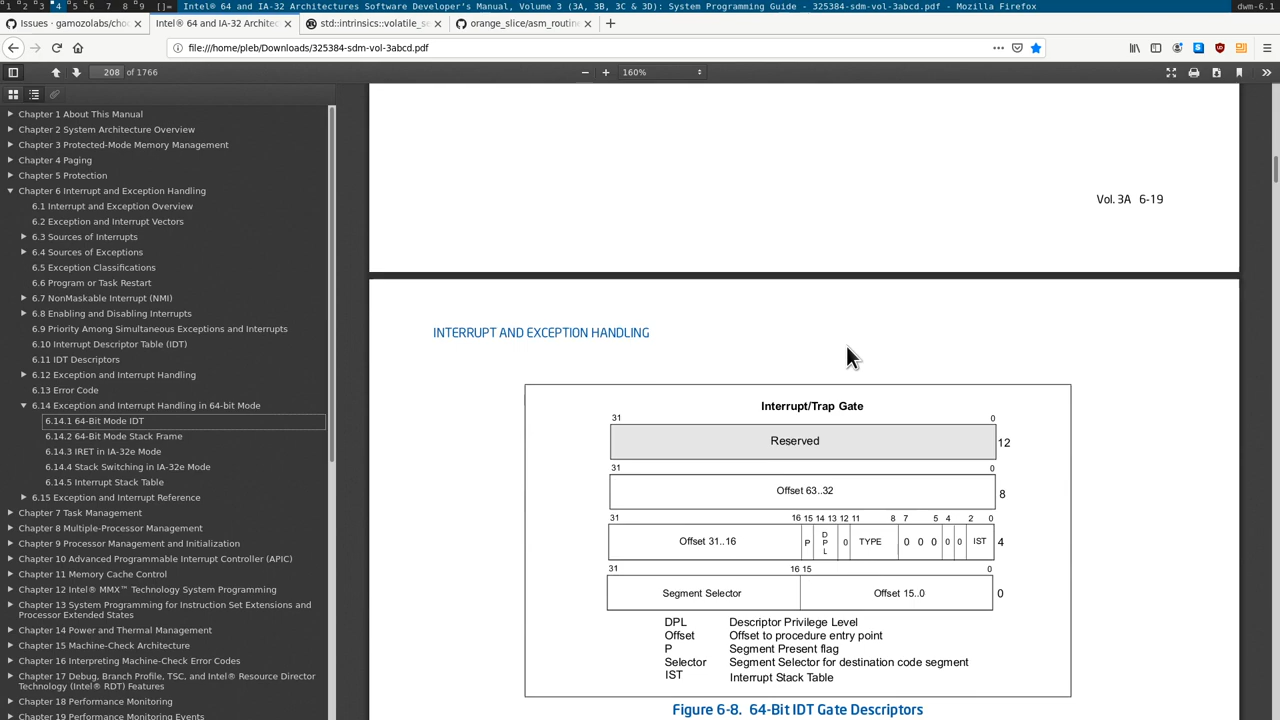 1 2 3 4 5 6 7 8 9 []= Intel® 64 and IA-32 Architectures Software Developer's Manual, Volume 3 (3A, 3B, 3C & 3D): System Programming Guide - 325384-sdm-vol-3abcd.pdf - Mozilla Firefox dwm-6.1
Issues · gamozolabs/choc
Intel® 64 and IA-32 Architec
std::intrinsics::volatile_se
orange_slice/asm_routine
file:///home/pleb/Downloads/325384-sdm-vol-3abcd.pdf
208 of 1766
160%
Chapter 1 About This Manual
Chapter 2 System Architecture Overview
Chapter 3 Protected-Mode Memory Management
Chapter 4 Paging
Chapter 5 Protection
Chapter 6 Interrupt and Exception Handling
6.1 Interrupt and Exception Overview
6.2 Exception and Interrupt Vectors
6.3 Sources of Interrupts
6.4 Sources of Exceptions
6.5 Exception Classifications
6.6 Program or Task Restart
6.7 NonMaskable Interrupt (NMI)
6.8 Enabling and Disabling Interrupts
6.9 Priority Among Simultaneous Exceptions and Interrupts
6.10 Interrupt Descriptor Table (IDT)
6.11 IDT Descriptors
6.12 Exception and Interrupt Handling
6.13 Error Code
6.14 Exception and Interrupt Handling in 64-bit Mode
6.14.1 64-Bit Mode IDT
6.14.2 64-Bit Mode Stack Frame
6.14.3 IRET in IA-32e Mode
6.14.4 Stack Switching in IA-32e Mode
6.14.5 Interrupt Stack Table
6.15 Exception and Interrupt Reference
Chapter 7 Task Management
Chapter 8 Multiple-Processor Management
Chapter 9 Processor Management and Initialization
Chapter 10 Advanced Programmable Interrupt Controller (APIC)
Chapter 11 Memory Cache Control
Chapter 12 Intel® MMX™ Technology System Programming
Chapter 13 System Programming for Instruction Set Extensions and
Processor Extended States
Chapter 14 Power and Thermal Management
Chapter 15 Machine-Check Architecture
Chapter 16 Interpreting Machine-Check Error Codes
Chapter 17 Debug, Branch Profile, TSC, and Intel® Resource Director
Technology (Intel® RDT) Features
Chapter 18 Performance Monitoring
Chapter 19 Performance Monitoring Events
Vol. 3A 6-19
INTERRUPT AND EXCEPTION HANDLING
Interrupt/Trap Gate
31 0
Reserved 12
31 0
Offset 63..32 8
31 16 15 14 13 12 11 8 7 5 4 2 0
Offset 31..16 P DPL 0 TYPE 0 0 0 0 0 IST 4
31 16 15 0
Segment Selector Offset 15..0 0
DPL Descriptor Privilege Level
Offset Offset to procedure entry point
P Segment Present flag
Selector Segment Selector for destination code segment
IST Interrupt Stack Table
Figure 6-8. 64-Bit IDT Gate Descriptors